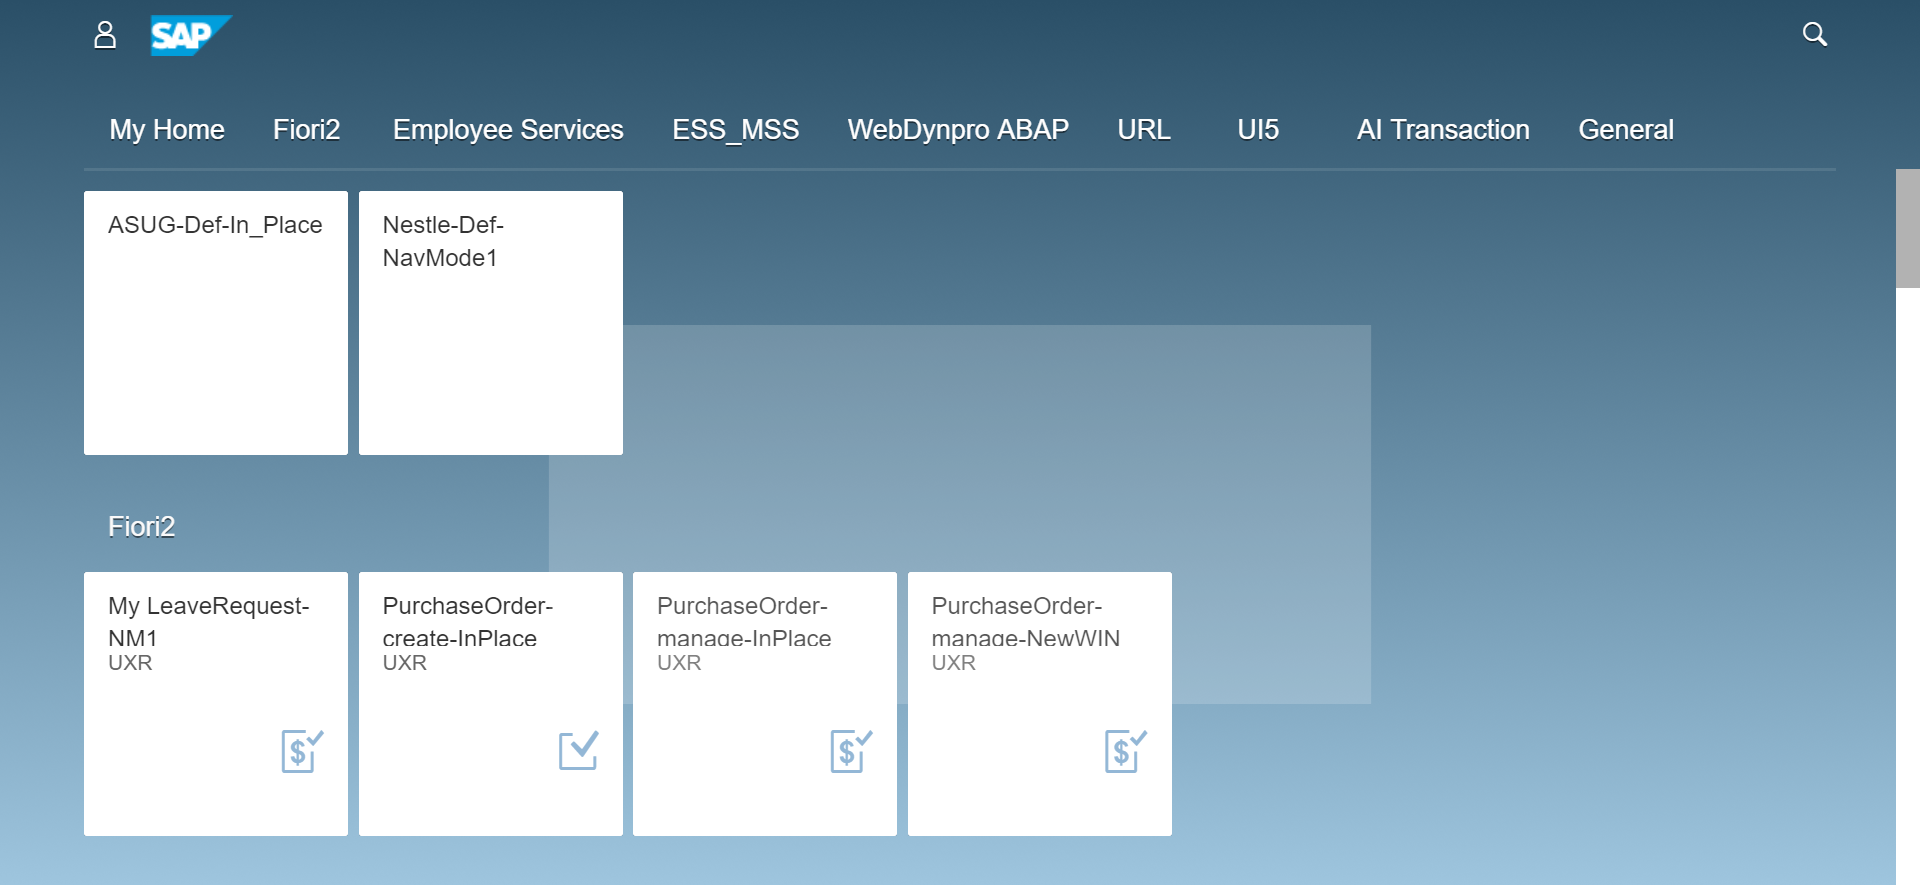 SAP
My Home Fiori2 Employee Services ESS_MSS WebDynpro ABAP URL UI5 AI Transaction General
ASUG-Def-In_Place
Nestle-Def-
NavMode1
Fiori2
My LeaveRequest-
NM1
UXR
PurchaseOrder-
create-InPlace
UXR
PurchaseOrder-
manage-InPlace
UXR
PurchaseOrder-
manage-NewWIN
UXR